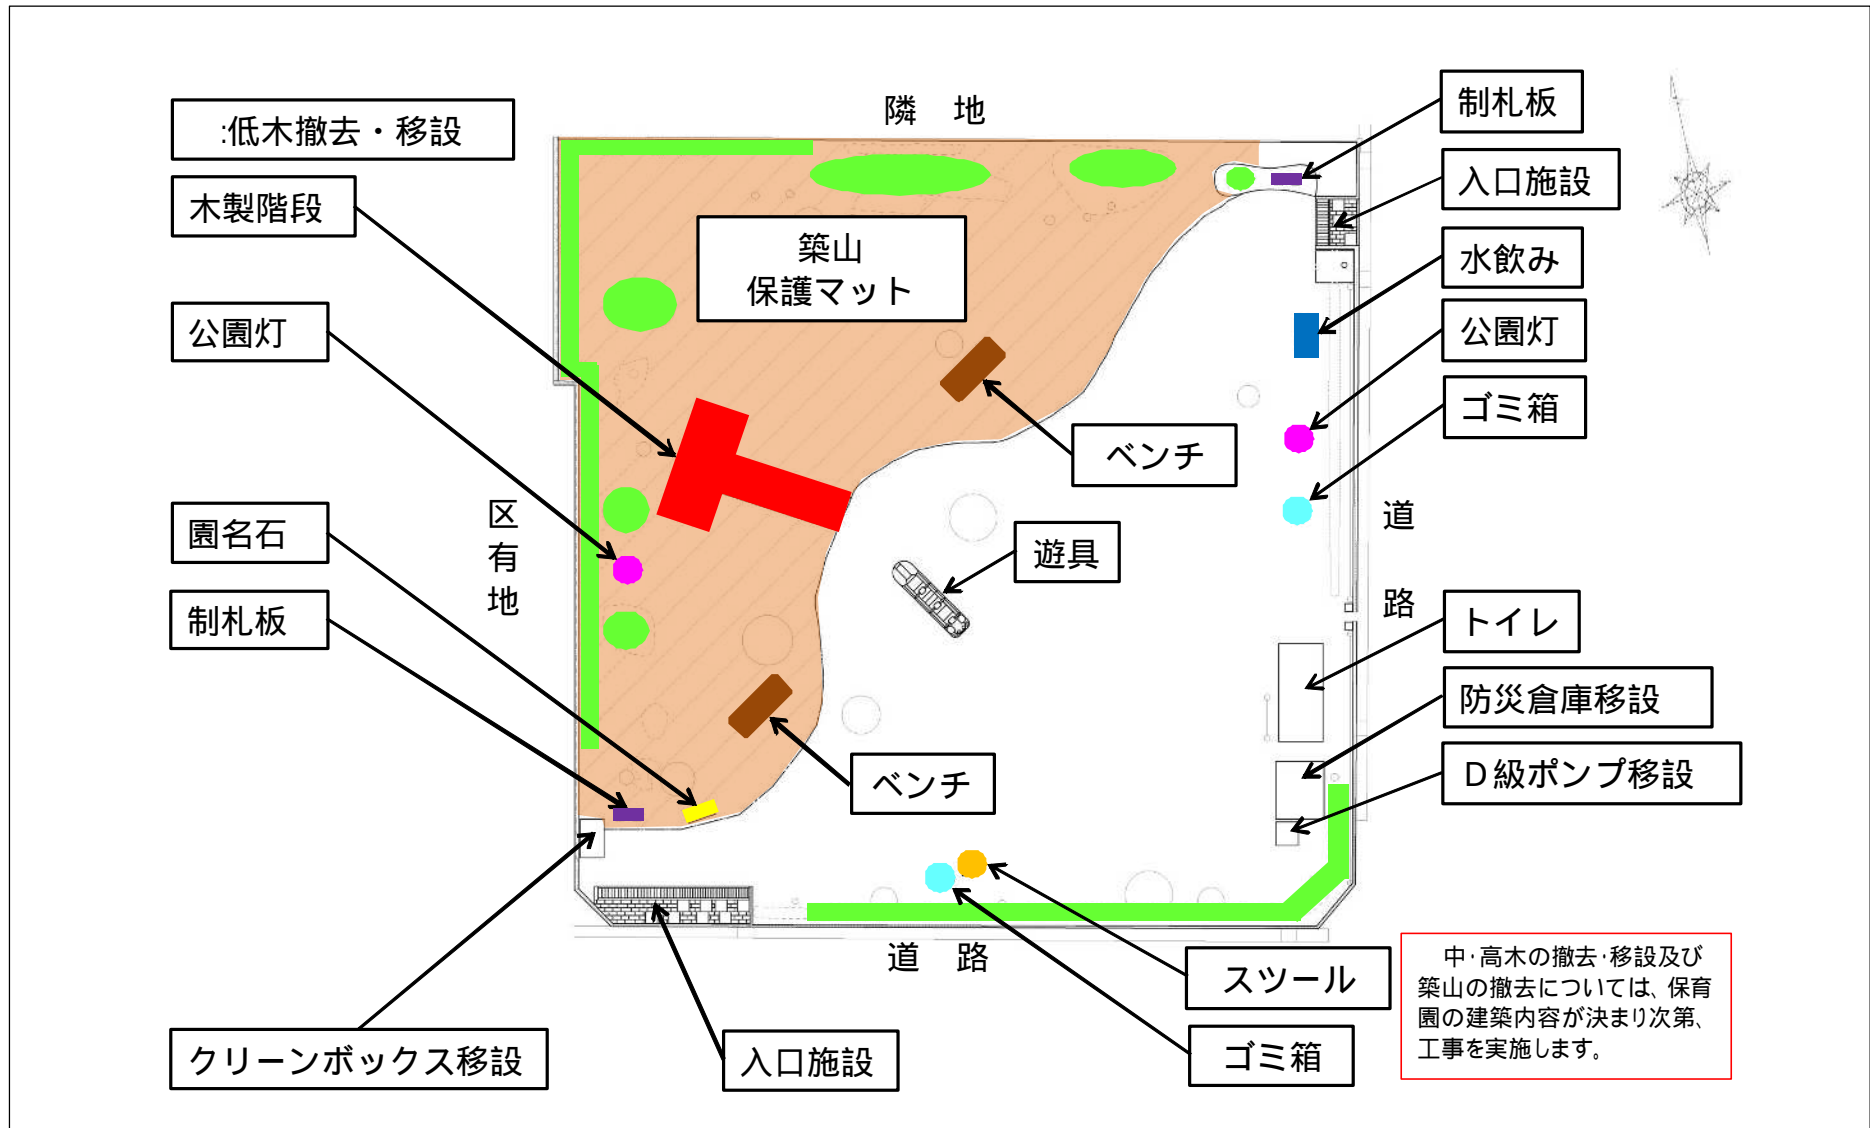 隣 地
:低木撤去・移設
木製階段
公園灯
園名石
制札板
区有地
築山
保護マット
ベンチ
遊具
ベンチ
制札板
入口施設
水飲み
公園灯
ゴミ箱
道 路
トイレ
防災倉庫移設
D級ポンプ移設
道 路
クリーンボックス移設
入口施設
スツール
ゴミ箱
中・高木の撤去・移設及び
築山の撤去については、保育
園の建築内容が決まり次第、
工事を実施します。